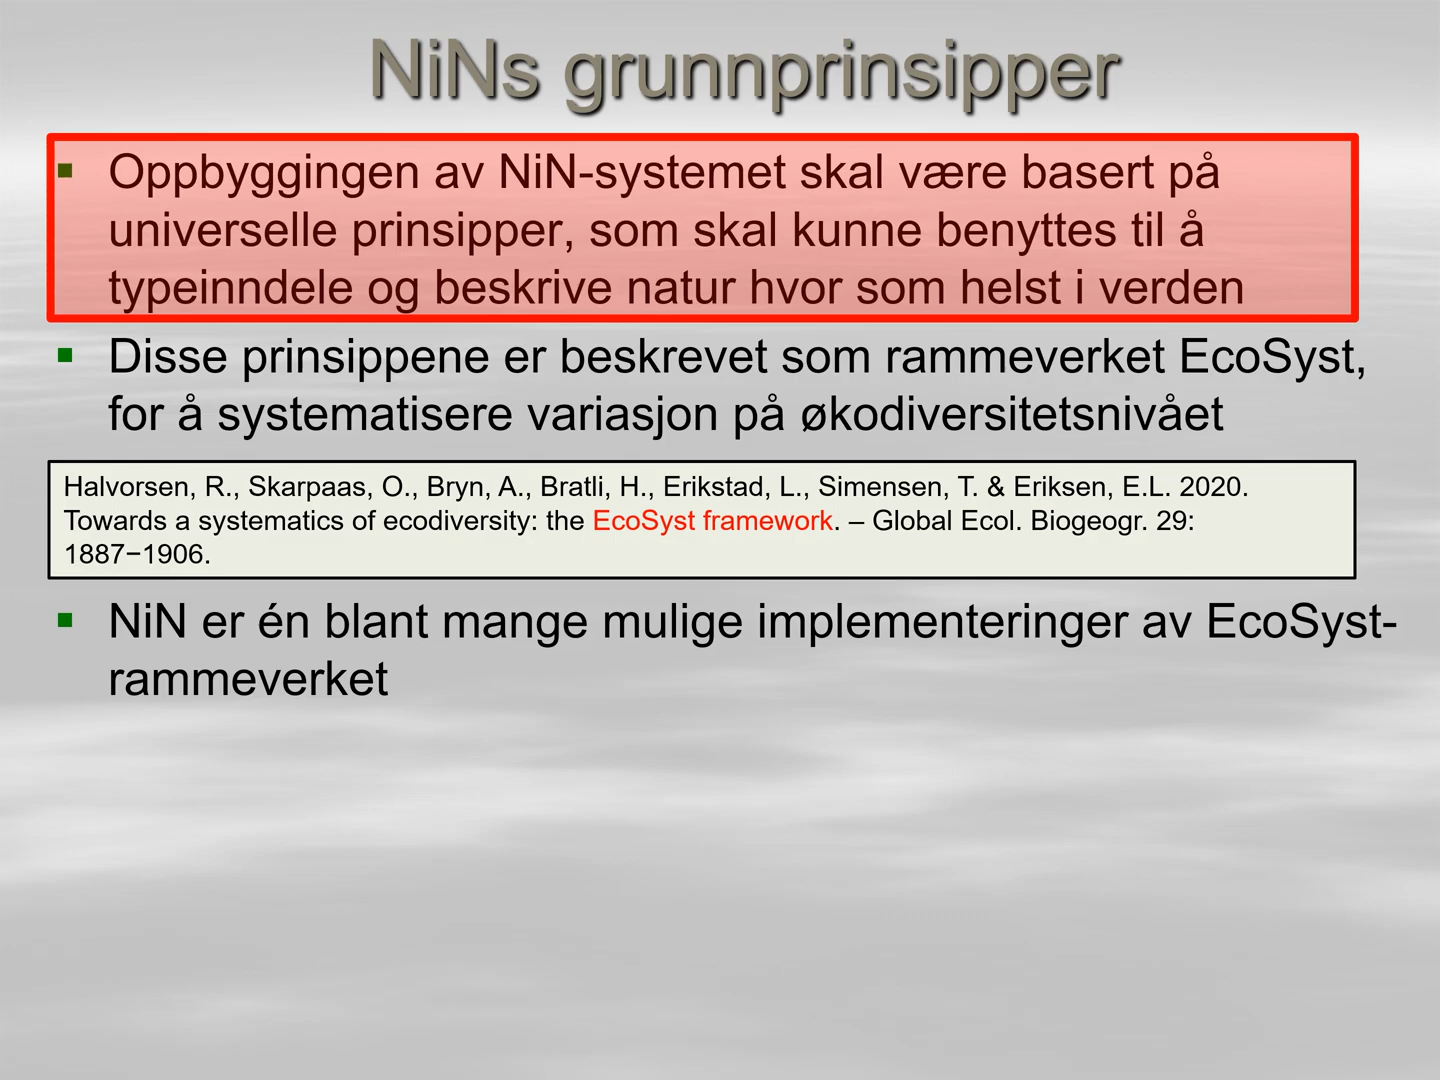 NiNs grunnprinsipper
▪ Oppbyggingen av NiN-systemet skal være basert på
universelle prinsipper, som skal kunne benyttes til å
typeinndele og beskrive natur hvor som helst i verden
▪ Disse prinsippene er beskrevet som rammeverket EcoSyst,
for å systematisere variasjon på økodiversitetsnivået
Halvorsen, R., Skarpaas, O., Bryn, A., Bratli, H., Erikstad, L., Simensen, T. & Eriksen, E.L. 2020.
Towards a systematics of ecodiversity: the EcoSyst framework. – Global Ecol. Biogeogr. 29:
1887−1906.
▪ NiN er én blant mange mulige implementeringer av EcoSyst-
rammeverket